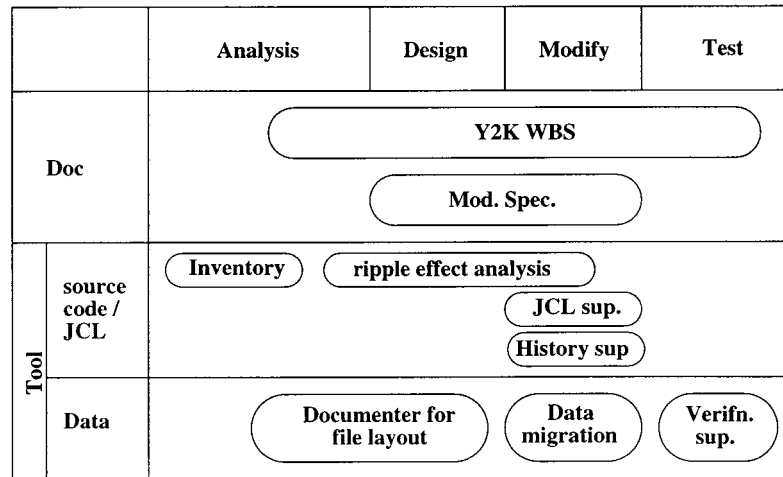 Analysis
Design
Modify
Test
Doc
Y2K WBS
Mod. Spec.
Tool
source
code /
JCL
Inventory
ripple effect analysis
JCL sup.
History sup
Data
Documenter for
file layout
Data
migration
Verifn.
sup.